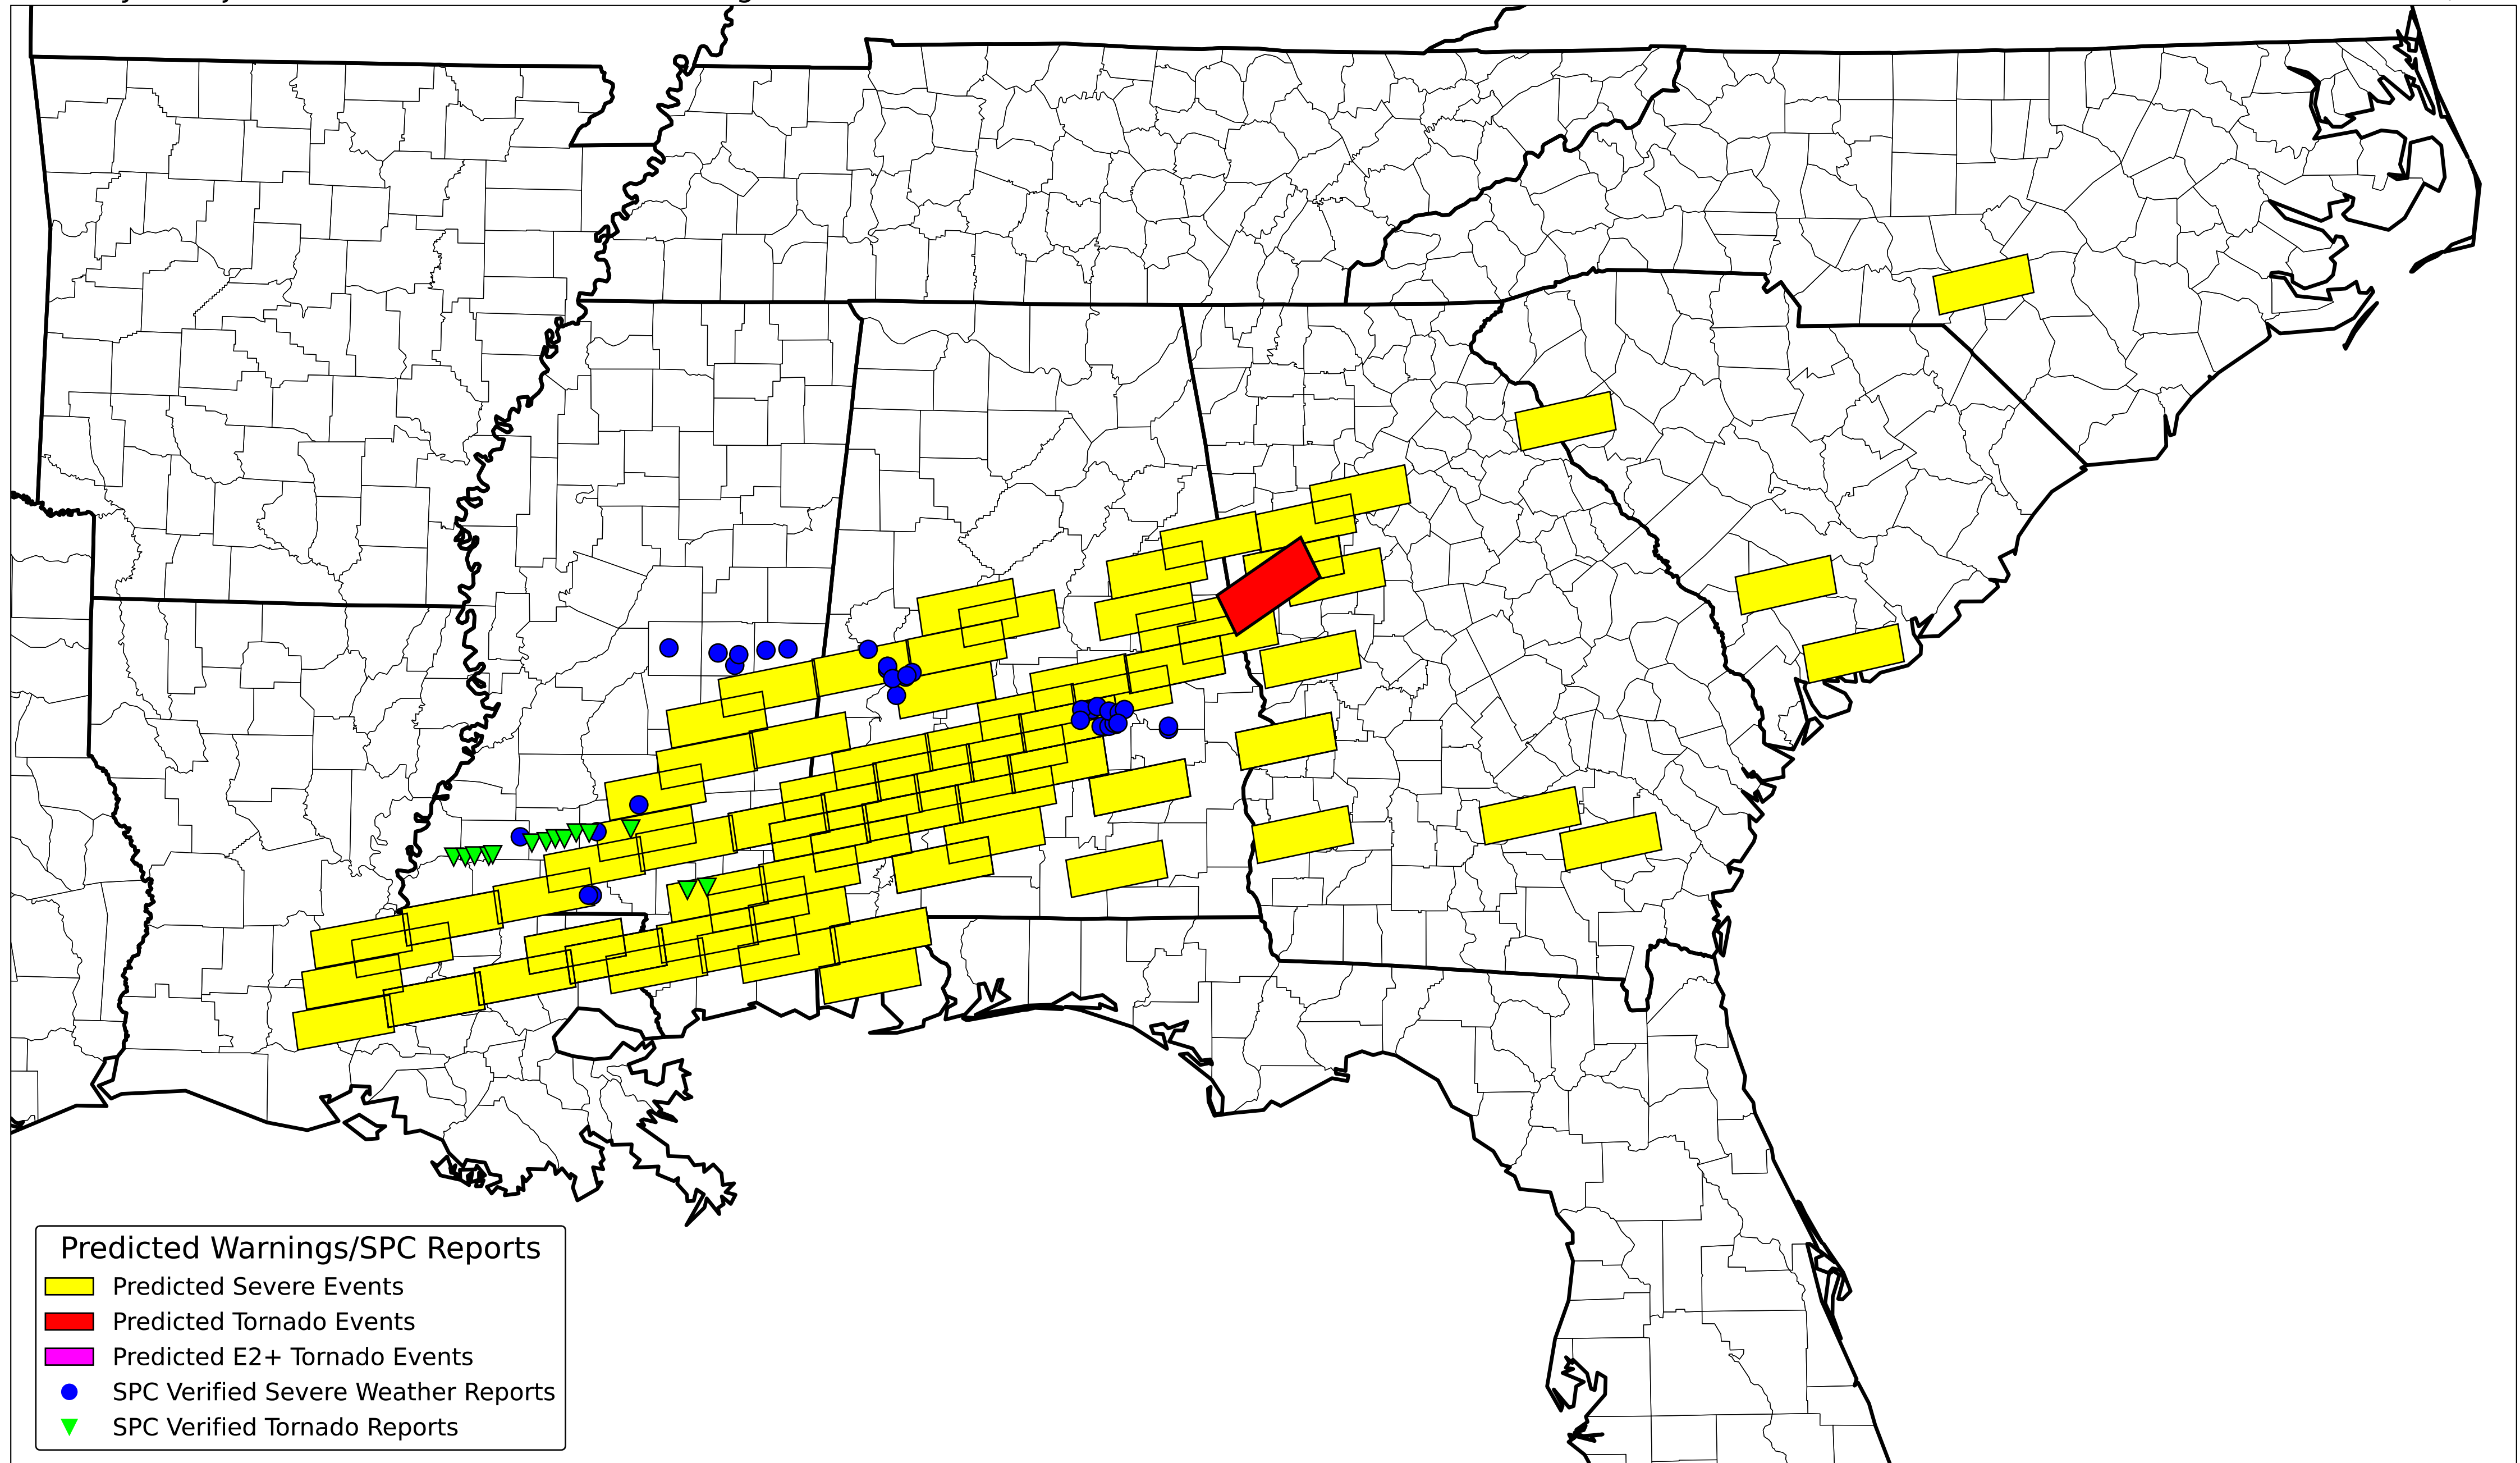 Predicted Warnings/SPC Reports
Predicted Severe Events
Predicted Tornado Events
Predicted E2+ Tornado Events
SPC Verified Severe Weather Reports
SPC Verified Tornado Reports